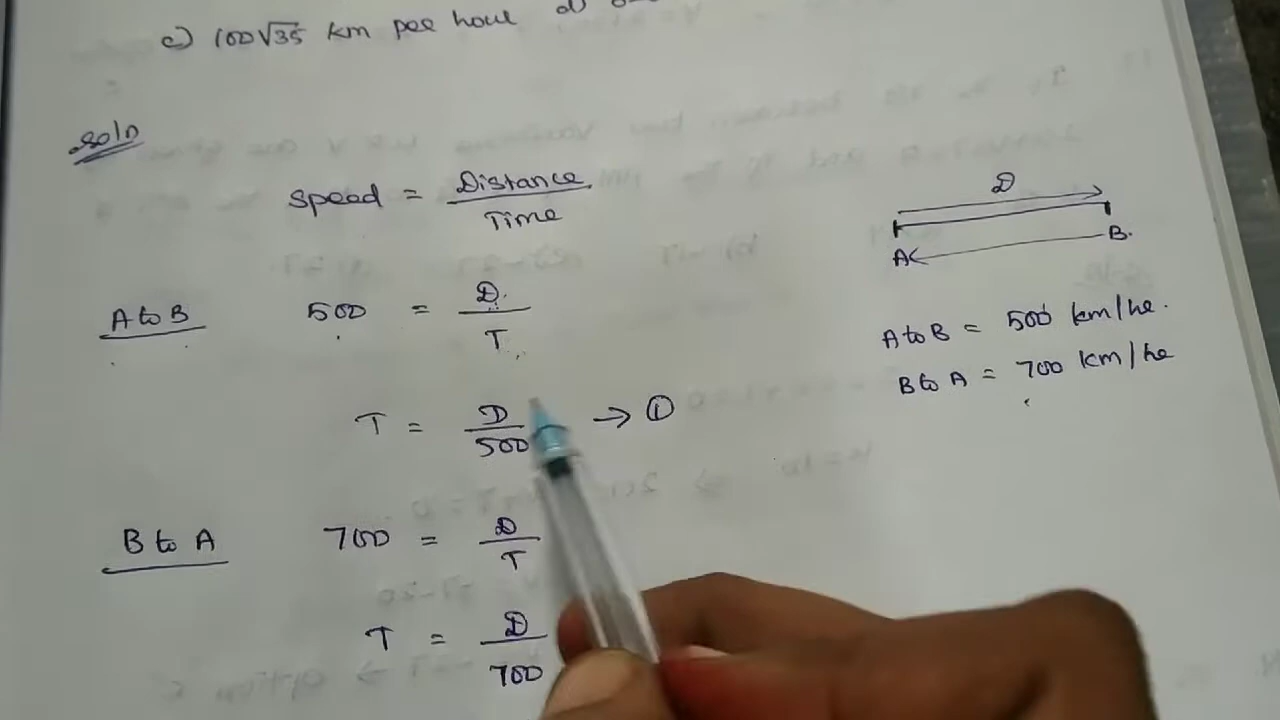 c) 100√35 km per hour d)
Soln
Speed = Distance / Time
D
A B.
A to B 500 = D / T
A to B = 500 km/hr.
B to A = 700 km/hr
T = D / 500 → ①
B to A 700 = D / T
T = D / 700